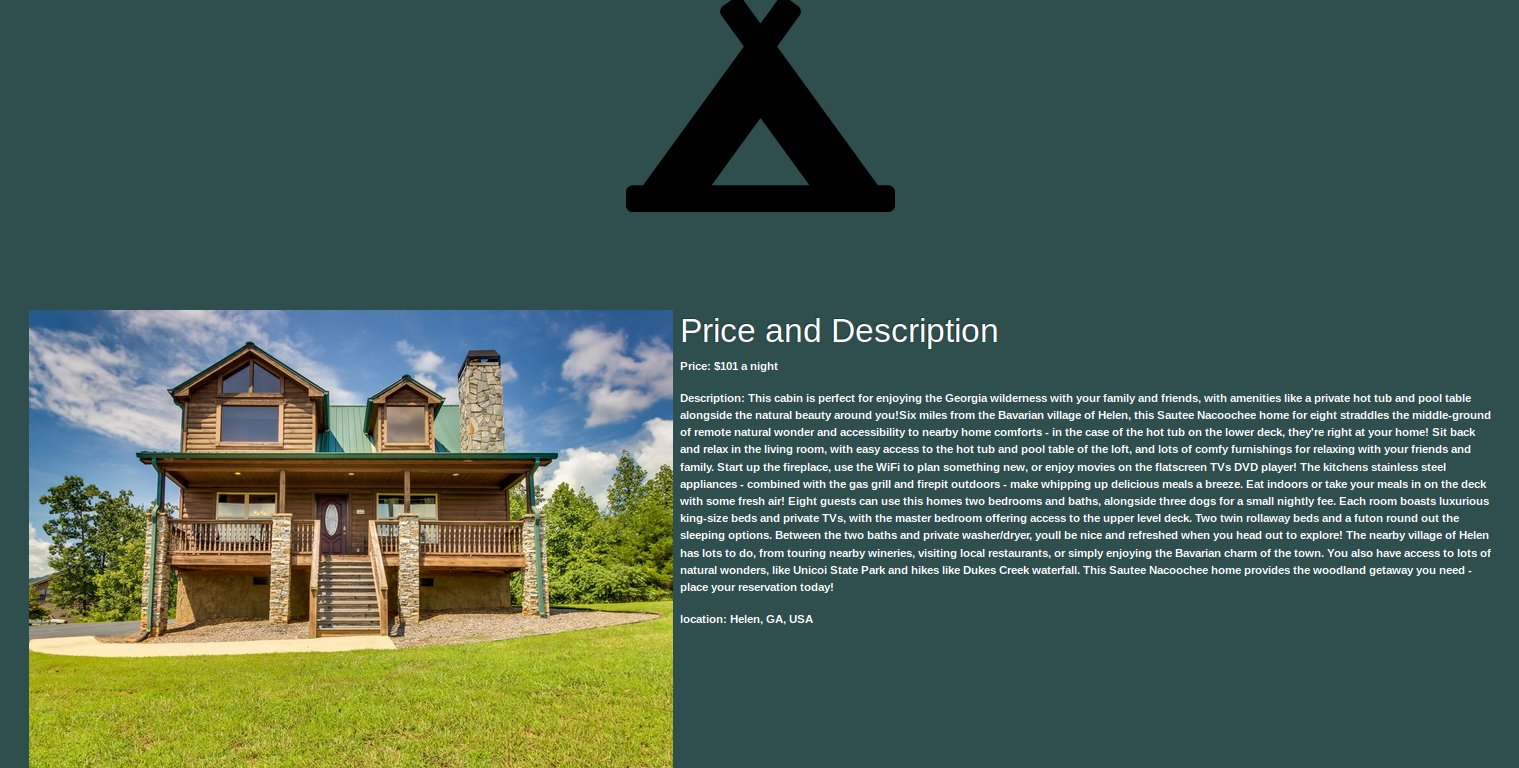 Price and Description
Price: $101 a night
Description: This cabin is perfect for enjoying the Georgia wilderness with your family and friends, with amenities like a private hot tub and pool table
alongside the natural beauty around you!Six miles from the Bavarian village of Helen, this Sautee Nacoochee home for eight straddles the middle-ground
of remote natural wonder and accessibility to nearby home comforts - in the case of the hot tub on the lower deck, they're right at your home! Sit back
and relax in the living room, with easy access to the hot tub and pool table of the loft, and lots of comfy furnishings for relaxing with your friends and
family. Start up the fireplace, use the WiFi to plan something new, or enjoy movies on the flatscreen TVs DVD player! The kitchens stainless steel
appliances - combined with the gas grill and firepit outdoors - make whipping up delicious meals a breeze. Eat indoors or take your meals in on the deck
with some fresh air! Eight guests can use this homes two bedrooms and baths, alongside three dogs for a small nightly fee. Each room boasts luxurious
king-size beds and private TVs, with the master bedroom offering access to the upper level deck. Two twin rollaway beds and a futon round out the
sleeping options. Between the two baths and private washer/dryer, youll be nice and refreshed when you head out to explore! The nearby village of Helen
has lots to do, from touring nearby wineries, visiting local restaurants, or simply enjoying the Bavarian charm of the town. You also have access to lots of
natural wonders, like Unicoi State Park and hikes like Dukes Creek waterfall. This Sautee Nacoochee home provides the woodland getaway you need -
place your reservation today!
location: Helen, GA, USA